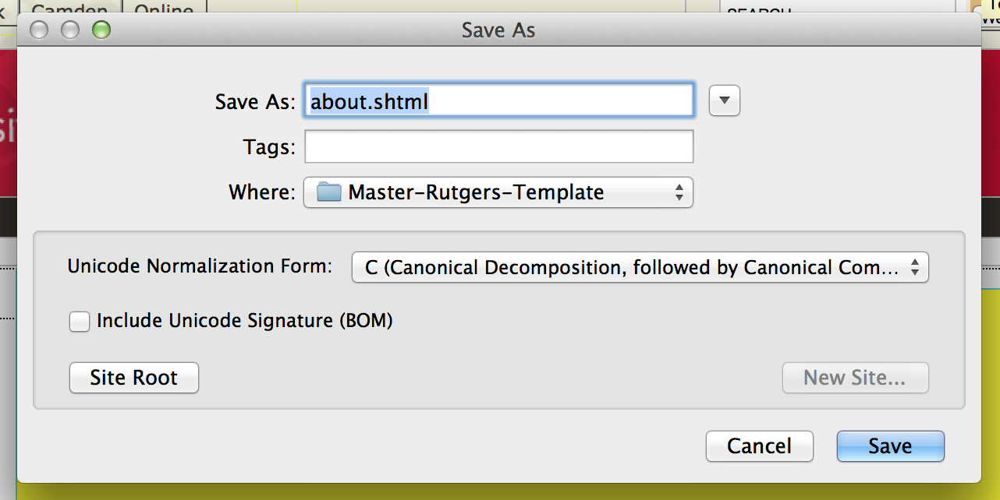 Camden Online
SEARCH
Save As
Save As: about.shtml
Tags:
Where: Master-Rutgers-Template
Unicode Normalization Form: C (Canonical Decomposition, followed by Canonical Com...
Include Unicode Signature (BOM)
Site Root New Site...
Cancel Save